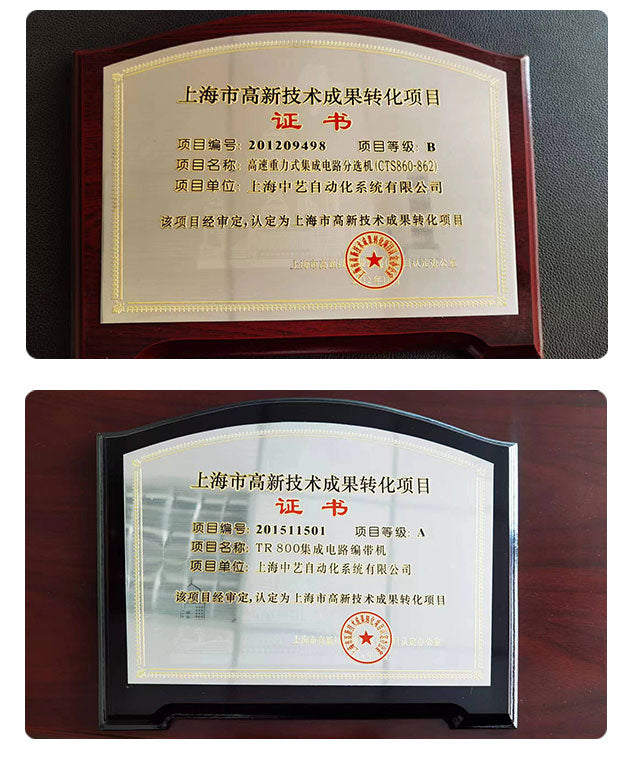 上海市高新技术成果转化项目
证书
项目编号: 201209498 项目等级: B
项目名称: 高速重力式集成电路分选机(CTS860-862)
项目单位: 上海中艺自动化系统有限公司
该项目经审定,认定为上海市高新技术成果转化项目
上海市高新技术成果转化项目
证书
项目编号: 201511501 项目等级: A
项目名称: TR 800集成电路编带机
项目单位: 上海中艺自动化系统有限公司
该项目经审定,认定为上海市高新技术成果转化项目
上海市高新 认定办公室